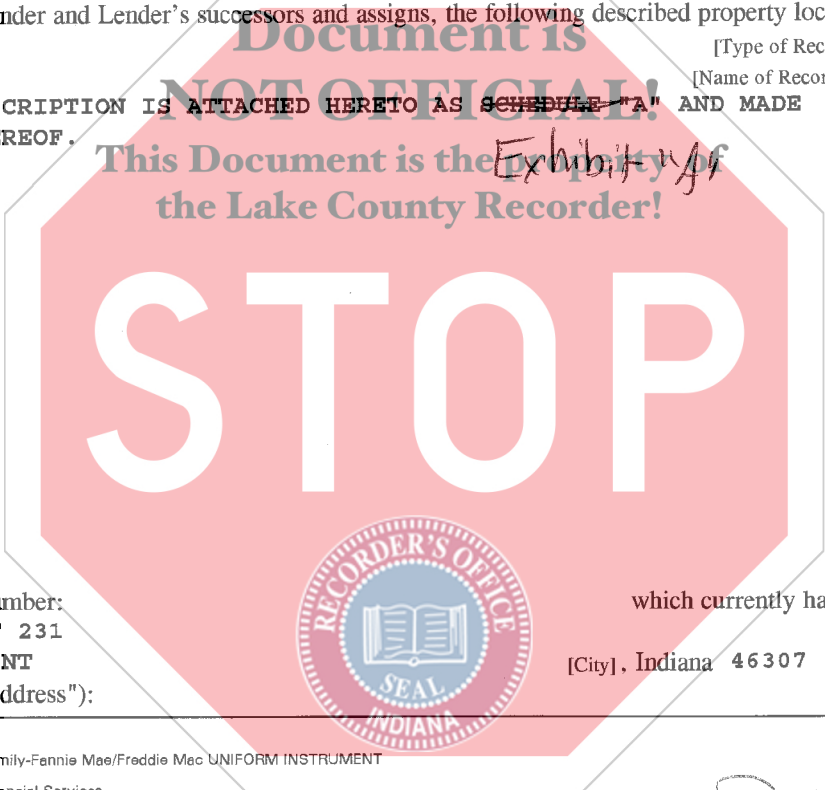 nder and Lender's successors and assigns, the following described property loc
Document is
[Type of Rec
[Name of Recor
NOT OFFICIAL!
CRIPTION IS ATTACHED HERETO AS SCHEDULE "A" AND MADE
REOF.
Exhibit "A"
This Document is the property of
the Lake County Recorder!
STOP
RECORDER'S OFFICE
SEAL
INDIANA
mber:
which currently ha
231
NT
[City], Indiana 46307
ddress"):
mily-Fannie Mae/Freddie Mac UNIFORM INSTRUMENT
ancial Services